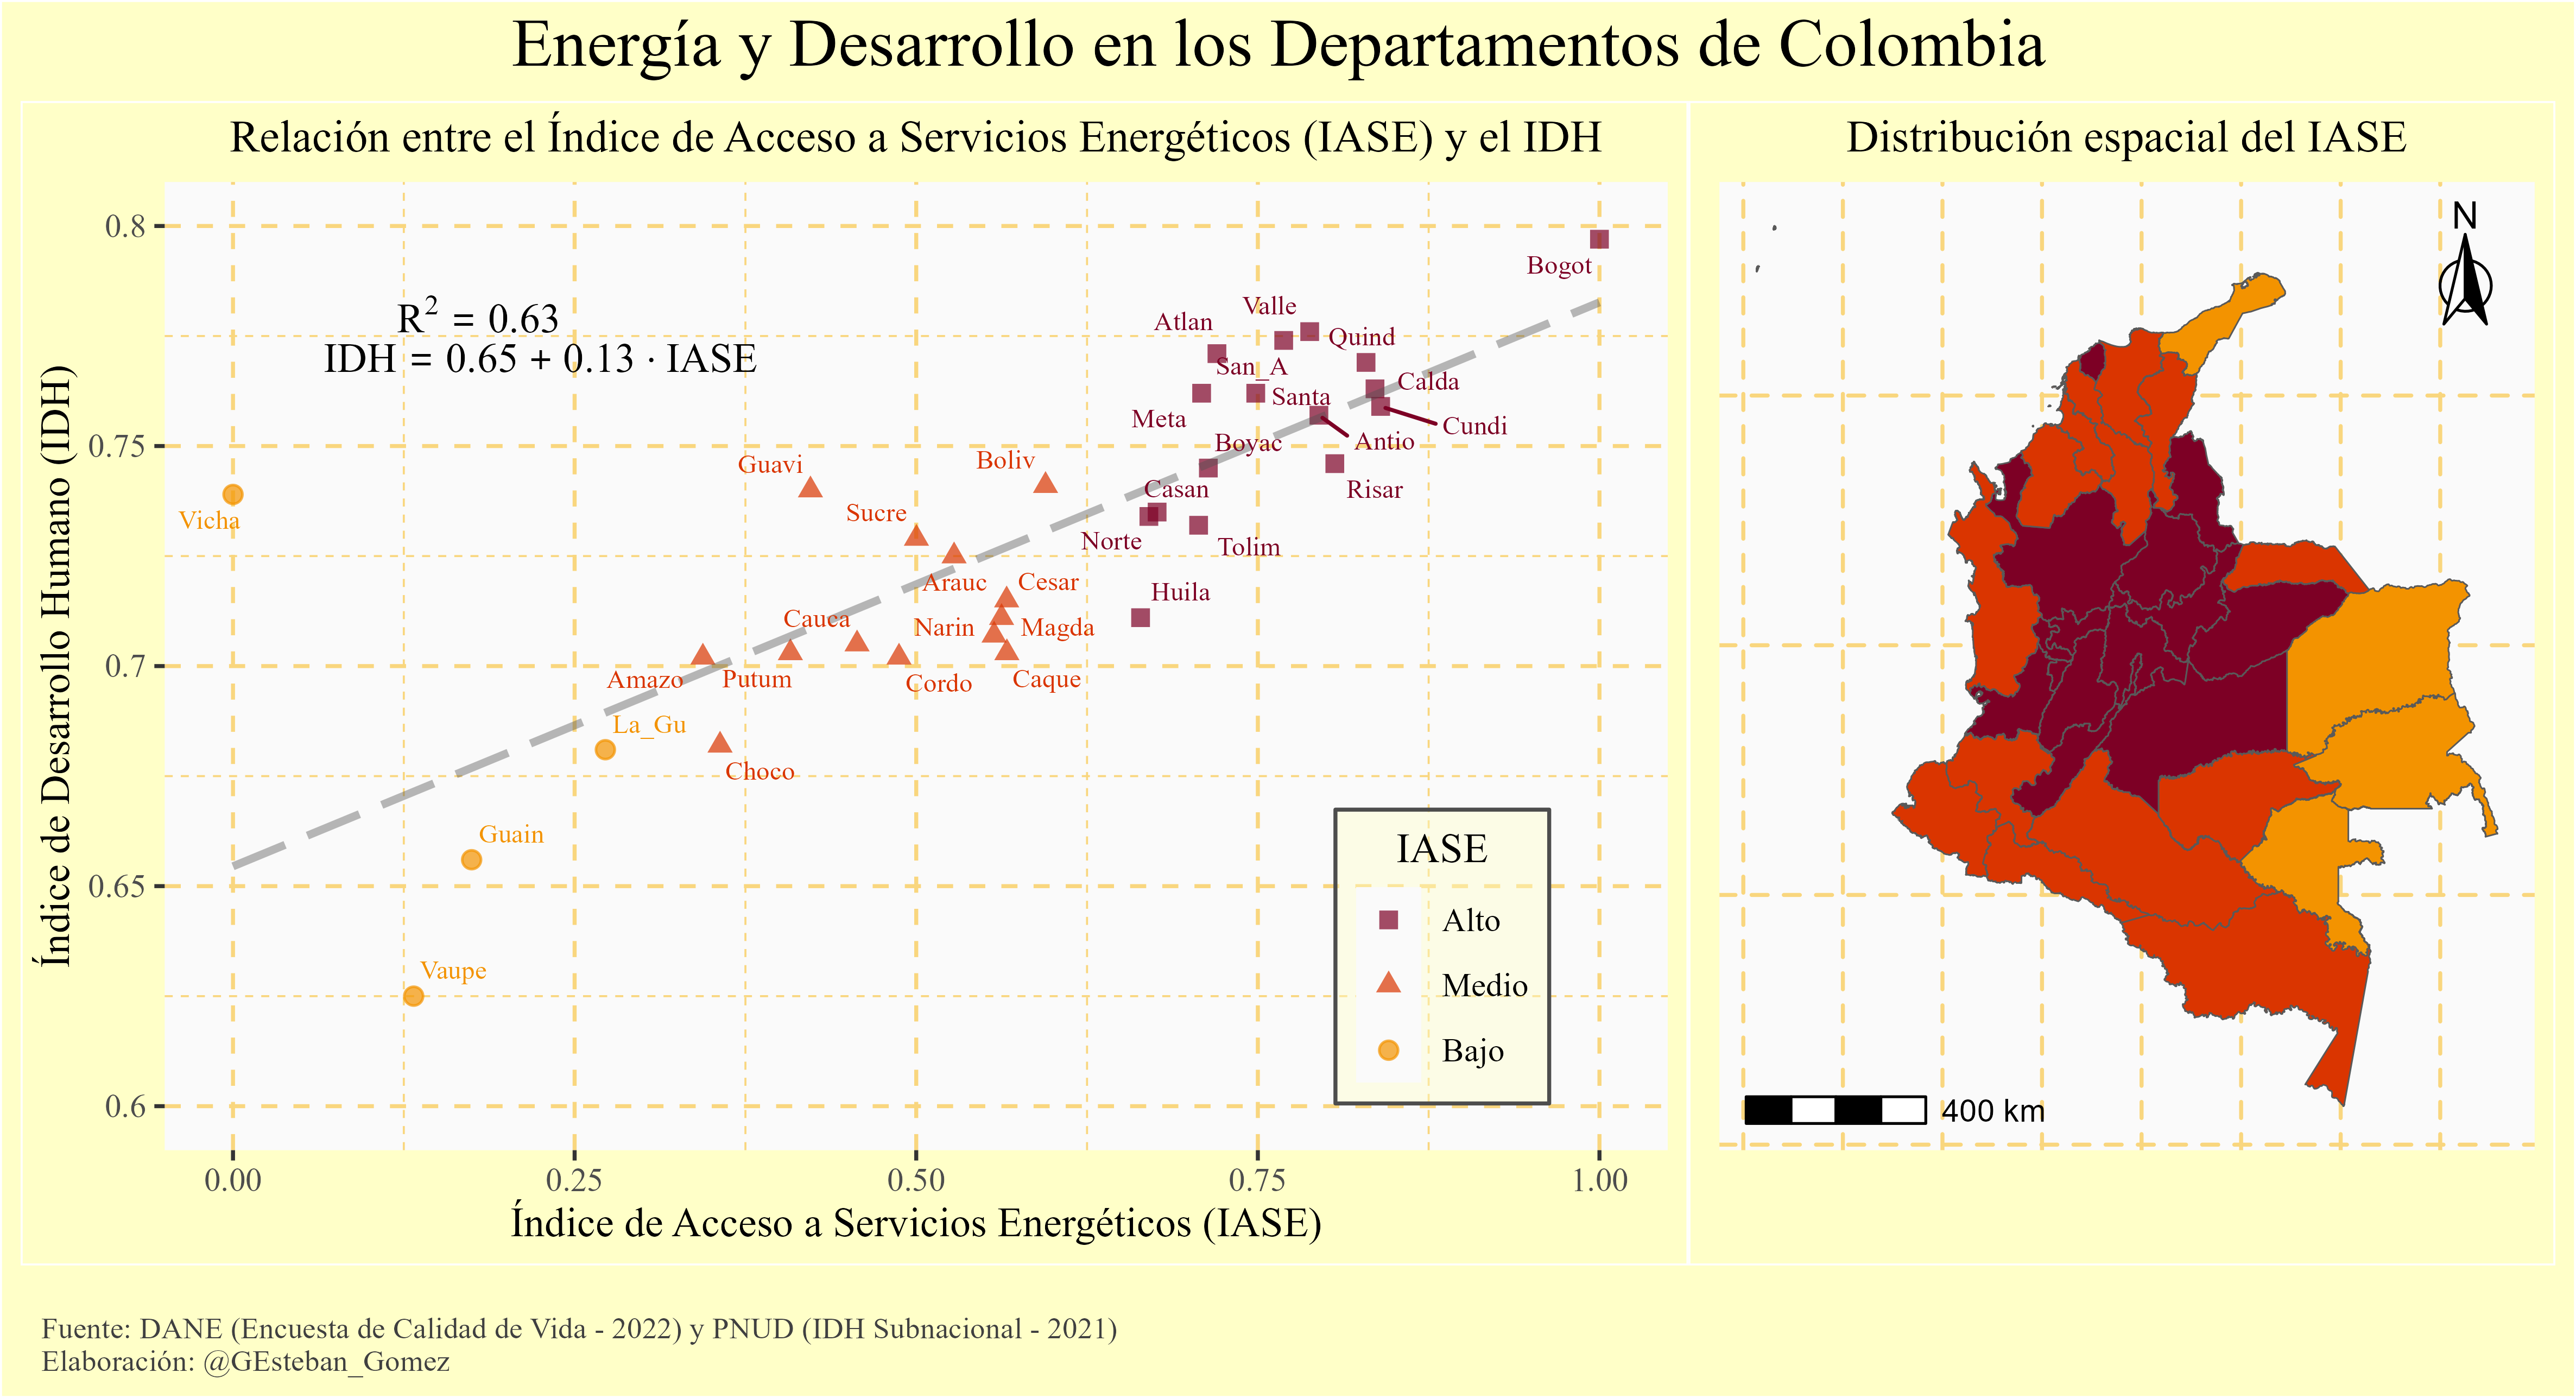 Energía y Desarrollo en los Departamentos de Colombia
Relación entre el Índice de Acceso a Servicios Energéticos (IASE) y el IDH
Índice de Desarrollo Humano (IDH)
0.8
0.75
0.7
0.65
0.6
R² = 0.63
IDH = 0.65 + 0.13 · IASE
Bogot
Valle
Atlan
Quind
San_A
Calda
Santa
Meta
Cundi
Antio
Boyac
Guavi
Boliv
Casan
Risar
Sucre
Vicha
Norte
Tolim
Arauc
Cesar
Huila
Cauca
Narin
Magda
Amazo
Putum
Cordo
Caque
La_Gu
Choco
Guain
Vaupe
IASE
Alto
Medio
Bajo
0.00
0.25
0.50
0.75
1.00
Índice de Acceso a Servicios Energéticos (IASE)
Distribución espacial del IASE
N
400 km
Fuente: DANE (Encuesta de Calidad de Vida - 2022) y PNUD (IDH Subnacional - 2021)
Elaboración: @GEsteban_Gomez